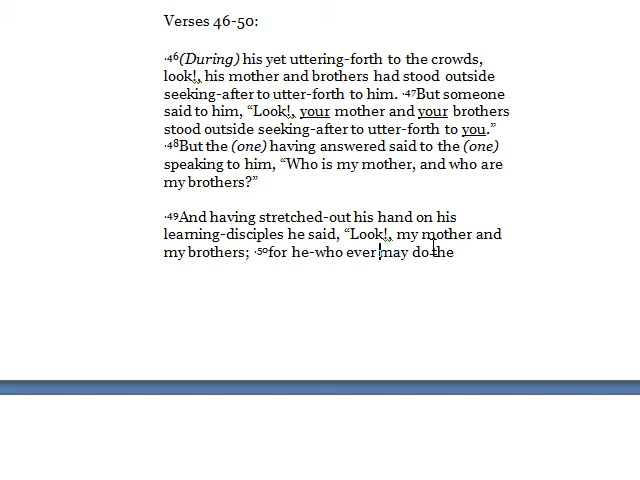 Verses 46-50:
·46(During) his yet uttering-forth to the crowds,
look!, his mother and brothers had stood outside
seeking-after to utter-forth to him. ·47But someone
said to him, “Look!, your mother and your brothers
stood outside seeking-after to utter-forth to you.”
·48But the (one) having answered said to the (one)
speaking to him, “Who is my mother, and who are
my brothers?”
·49And having stretched-out his hand on his
learning-disciples he said, “Look!, my mother and
my brothers; ·50for he-who ever may do the